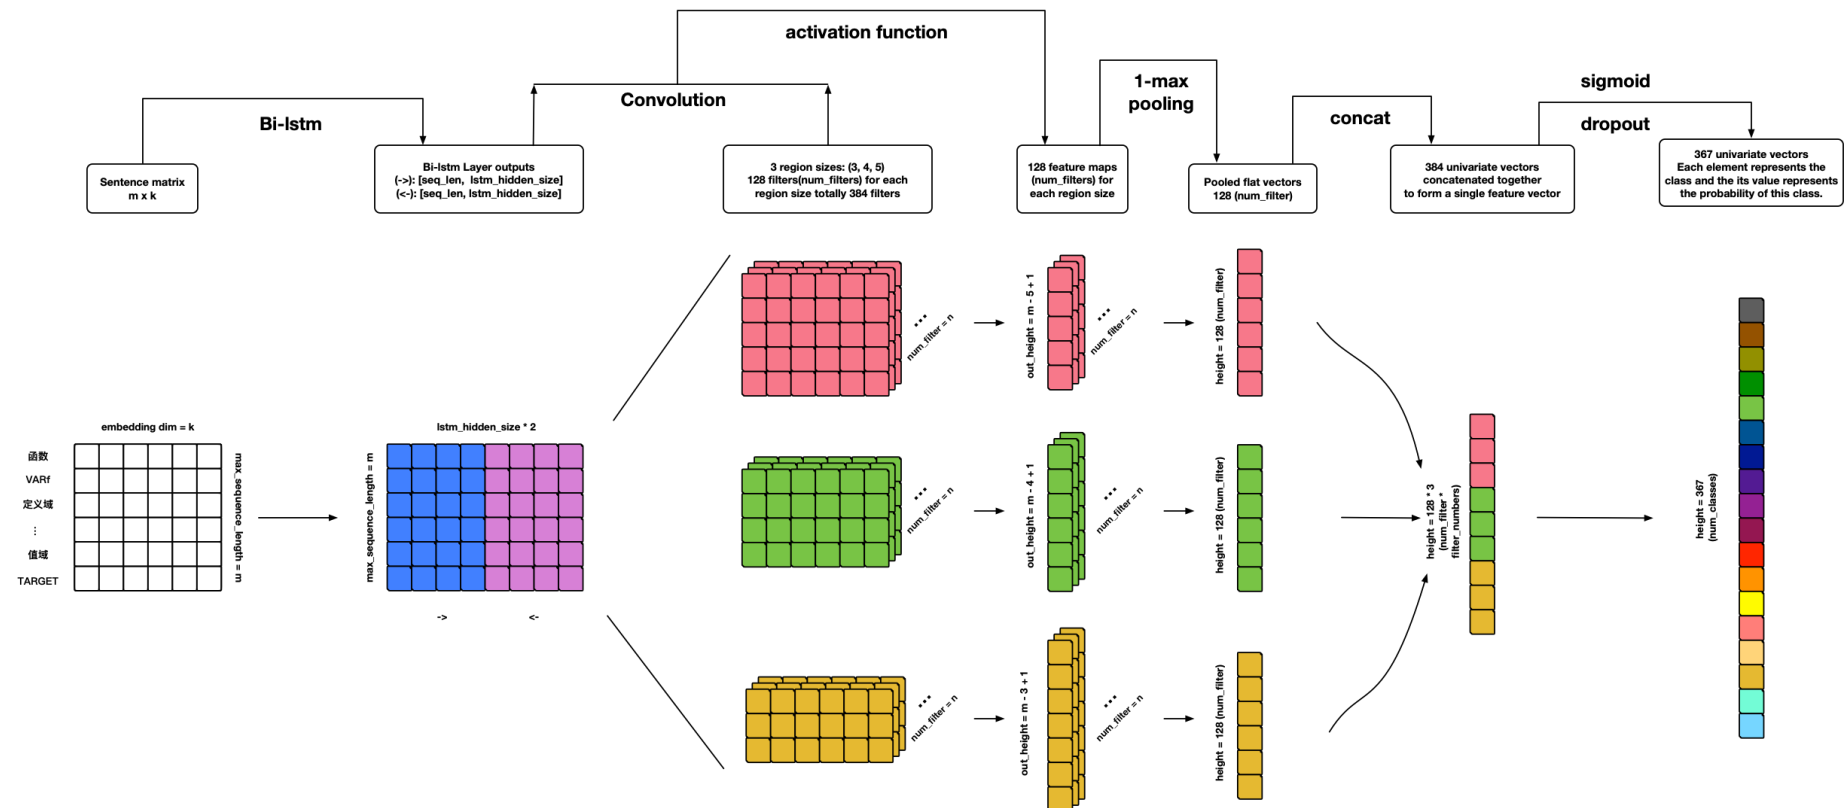 activation function
Bi-lstm
Convolution
1-max
pooling
concat
sigmoid
dropout
Sentence matrix
m x k
Bi-lstm Layer outputs
(->): [seq_len, lstm_hidden_size]
(<-): [seq_len, lstm_hidden_size]
3 region sizes: (3, 4, 5)
128 filters(num_filters) for each
region size totally 384 filters
128 feature maps
(num_filters) for
each region size
Pooled flat vectors
128 (num_filter)
384 univariate vectors
concatenated together
to form a single feature vector
367 univariate vectors
Each element represents the
class and the its value represents
the probability of this class.
embedding dim = k
函数
VARf
定义域
⋮
值域
TARGET
max_sequence_length = m
lstm_hidden_size * 2
max_sequence_length = m
->
<-
...
num_filter = n
out_height = m - 5 + 1
...
num_filter = n
height = 128 (num_filter)
...
num_filter = n
out_height = m - 4 + 1
...
num_filter = n
height = 128 (num_filter)
...
num_filter = n
out_height = m - 3 + 1
...
num_filter = n
height = 128 (num_filter)
height = 128 * 3
(num_filter *
filter_numbers)
height = 367
(num_classes)